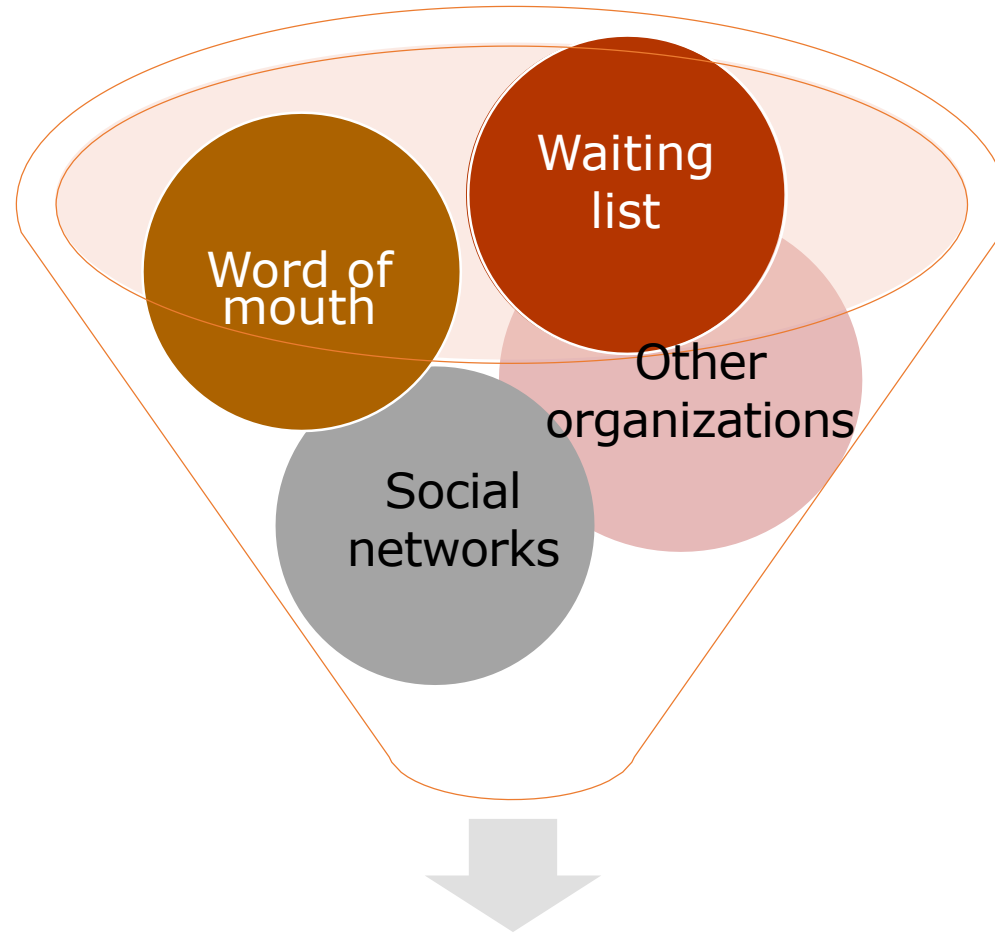 Waiting
list
Word of
mouth
Other
organizations
Social
networks